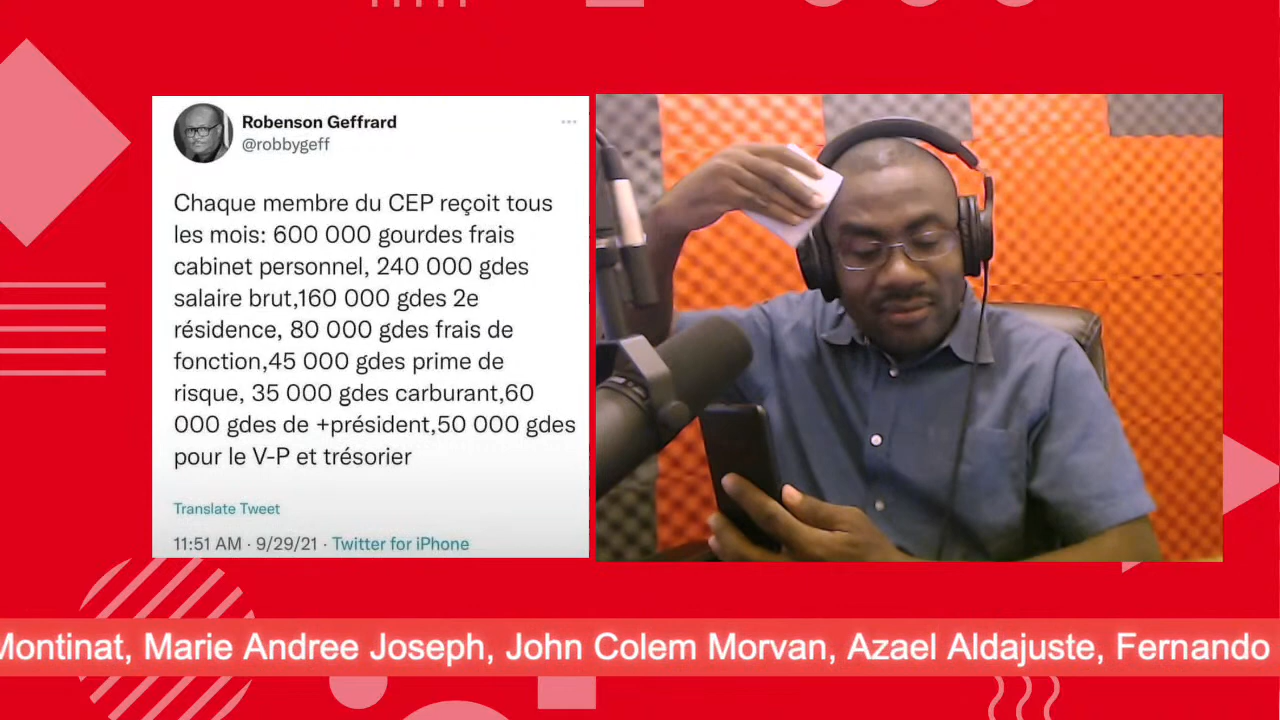 Robenson Geffrard
@robbygeff
Chaque membre du CEP reçoit tous
les mois: 600 000 gourdes frais
cabinet personnel, 240 000 gdes
salaire brut,160 000 gdes 2e
résidence, 80 000 gdes frais de
fonction,45 000 gdes prime de
risque, 35 000 gdes carburant,60
000 gdes de +président,50 000 gdes
pour le V-P et trésorier
Translate Tweet
11:51 AM · 9/29/21 · Twitter for iPhone
Montinat, Marie Andree Joseph, John Colem Morvan, Azael Aldajuste, Fernando